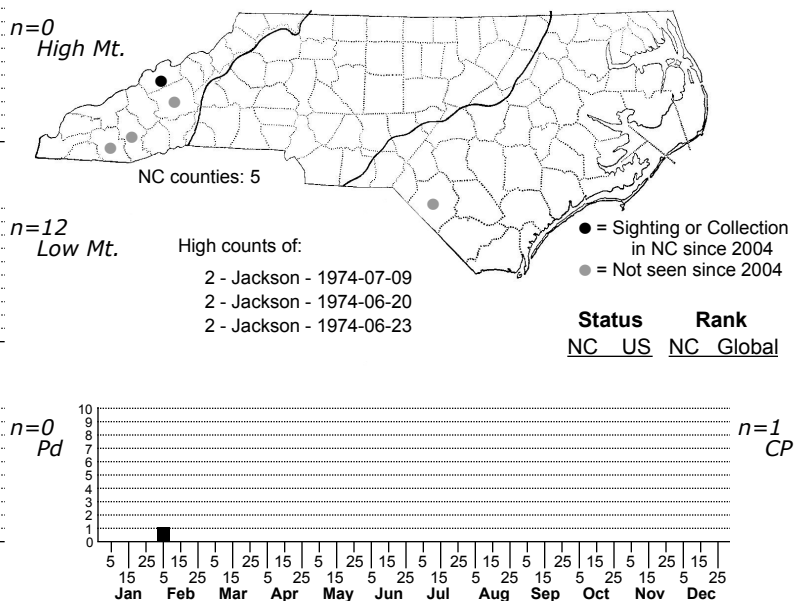 n=0
High Mt.
NC counties: 5
n=12
Low Mt.
High counts of:
2 - Jackson - 1974-07-09
2 - Jackson - 1974-06-20
2 - Jackson - 1974-06-23
● = Sighting or Collection
in NC since 2004
● = Not seen since 2004
Status Rank
NC US NC Global
n=0
Pd
n=1
CP
10
9
8
7
6
5
4
3
2
1
0
5 25 15 5 25 15 5 25 15 5 25 15 5 25 15 5 25 15
15 5 25 15 5 25 15 5 25 15 5 25 15 5 25 15 5 25
Jan Feb Mar Apr May Jun Jul Aug Sep Oct Nov Dec